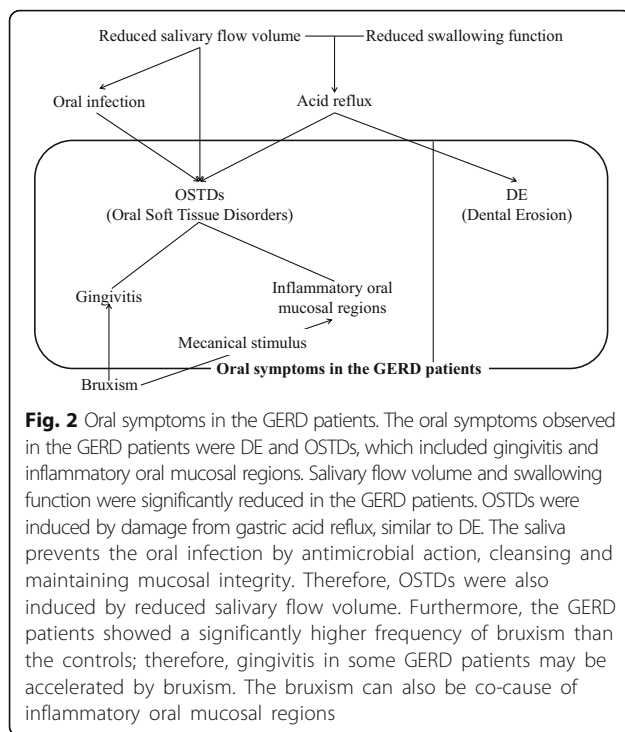 Reduced salivary flow volume
Reduced swallowing function
Oral infection
Acid reflux
OSTDs
(Oral Soft Tissue Disorders)
DE
(Dental Erosion)
Gingivitis
Inflammatory oral
mucosal regions
Mecanical stimulus
Oral symptoms in the GERD patients
Bruxism
Fig. 2 Oral symptoms in the GERD patients. The oral symptoms observed
in the GERD patients were DE and OSTDs, which included gingivitis and
inflammatory oral mucosal regions. Salivary flow volume and swallowing
function were significantly reduced in the GERD patients. OSTDs were
induced by damage from gastric acid reflux, similar to DE. The saliva
prevents the oral infection by antimicrobial action, cleansing and
maintaining mucosal integrity. Therefore, OSTDs were also
induced by reduced salivary flow volume. Furthermore, the GERD
patients showed a significantly higher frequency of bruxism than
the controls; therefore, gingivitis in some GERD patients may be
accelerated by bruxism. The bruxism can also be co-cause of
inflammatory oral mucosal regions